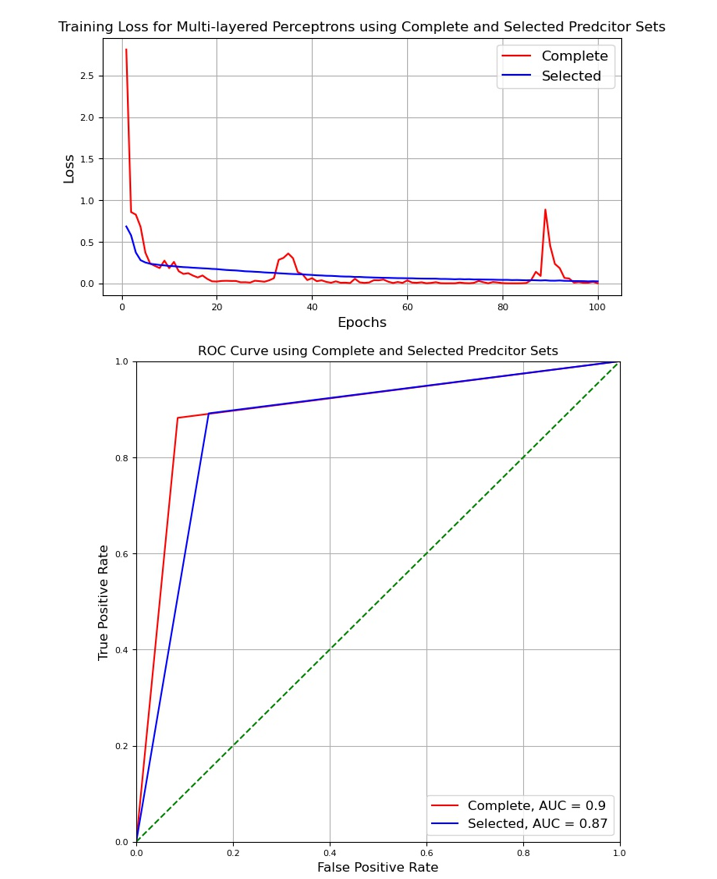 Training Loss for Multi-layered Perceptrons using Complete and Selected Predcitor Sets
Complete
Selected
2.5
2.0
1.5
1.0
0.5
0.0
Loss
0 20 40 60 80 100
Epochs
ROC Curve using Complete and Selected Predcitor Sets
1.0
0.8
0.6
0.4
0.2
0.0
True Positive Rate
Complete, AUC = 0.9
Selected, AUC = 0.87
0.0 0.2 0.4 0.6 0.8 1.0
False Positive Rate